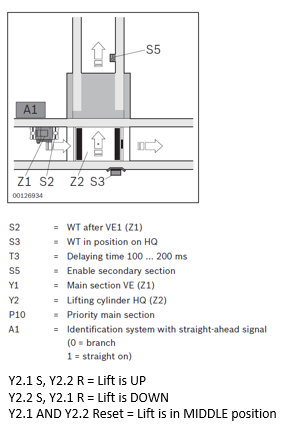 S5
A1
Z1 S2 Z2 S3
00126934
S2 = WT after VE1 (Z1)
S3 = WT in position on HQ
T3 = Delaying time 100 ... 200 ms
S5 = Enable secondary section
Y1 = Main section VE (Z1)
Y2 = Lifting cylinder HQ (Z2)
P10 = Priority main section
A1 = Identification system with straight-ahead signal
(0 = branch
1 = straight on)
Y2.1 S, Y2.2 R = Lift is UP
Y2.2 S, Y2.1 R = Lift is DOWN
Y2.1 AND Y2.2 Reset = Lift is in MIDDLE position